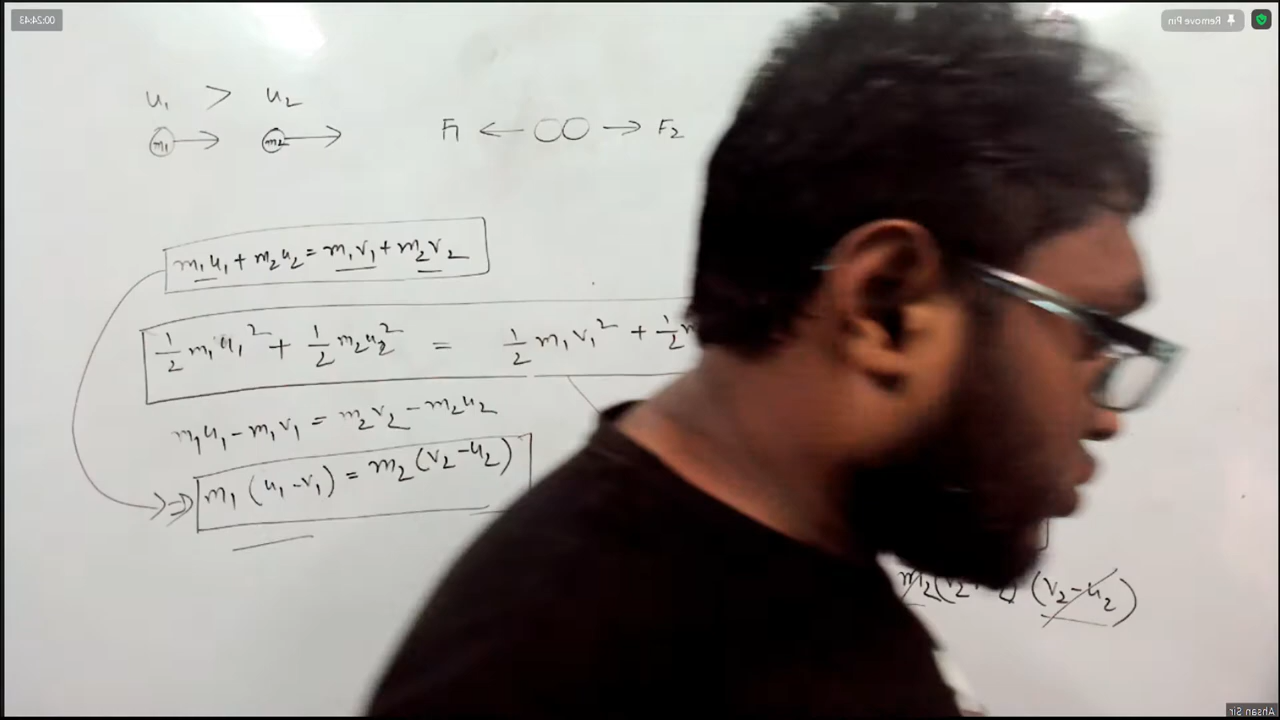 00:24:43
Remove Pin
u₁ > u₂
m₁ m₂
F₁ ← → F₂
m₁u₁ + m₂u₂ = m₁v₁ + m₂v₂
½ m₁u₁² + ½ m₂u₂² = ½ m₁v₁² + ½
m₁u₁ - m₁v₁ = m₂v₂ - m₂u₂
⇒ m₁ (u₁ - v₁) = m₂ (v₂ - u₂)
(v₂ - u₂)
Ahsan Sir